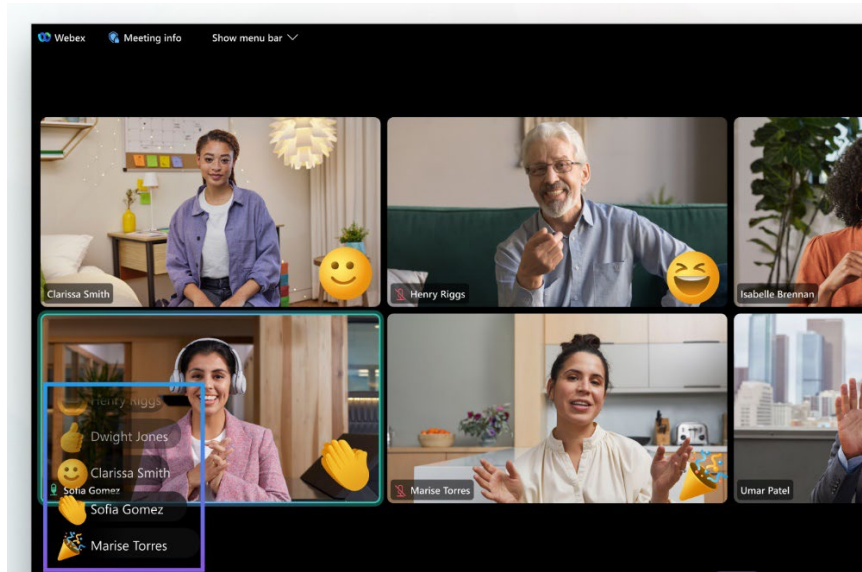 Webex Meeting info Show menu bar
Clarissa Smith
Henry Riggs
Isabelle Brennan
Henry Riggs
Dwight Jones
Clarissa Smith
Sofia Gomez
Marise Torres
Umar Patel
Sofia Gomez
Marise Torres